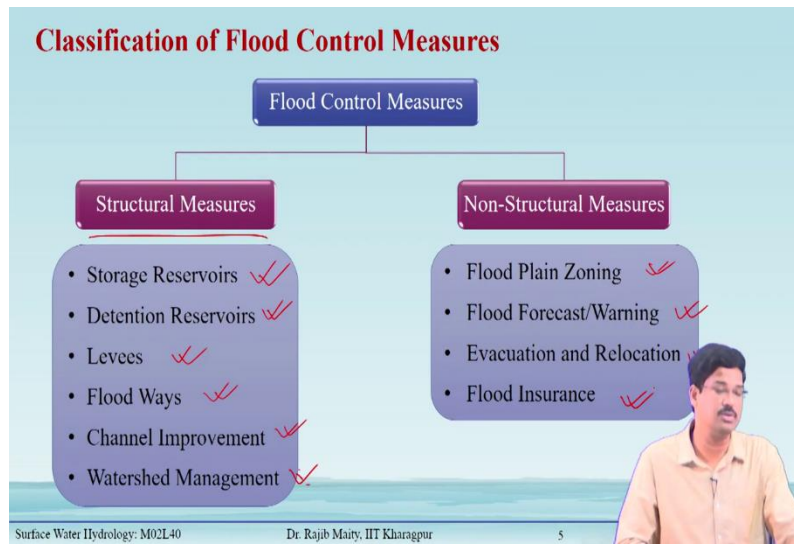 Classification of Flood Control Measures
Flood Control Measures
Structural Measures
• Storage Reservoirs
• Detention Reservoirs
• Levees
• Flood Ways
• Channel Improvement
• Watershed Management
Non-Structural Measures
• Flood Plain Zoning
• Flood Forecast/Warning
• Evacuation and Relocation
• Flood Insurance
Surface Water Hydrology: M02L40
Dr. Rajib Maity, IIT Kharagpur
5